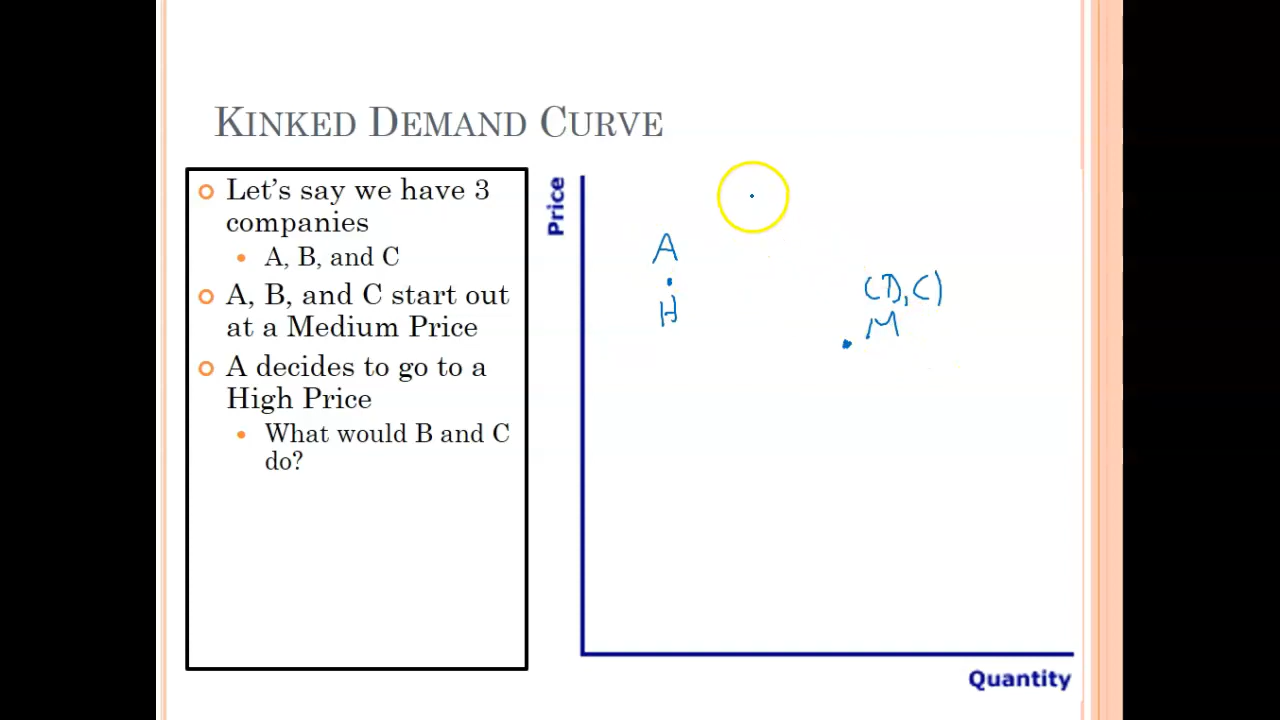 KINKED DEMAND CURVE
Let's say we have 3
companies
A, B, and C
A, B, and C start out
at a Medium Price
A decides to go to a
High Price
What would B and C
do?
Price
A
H
(B,C)
M
Quantity